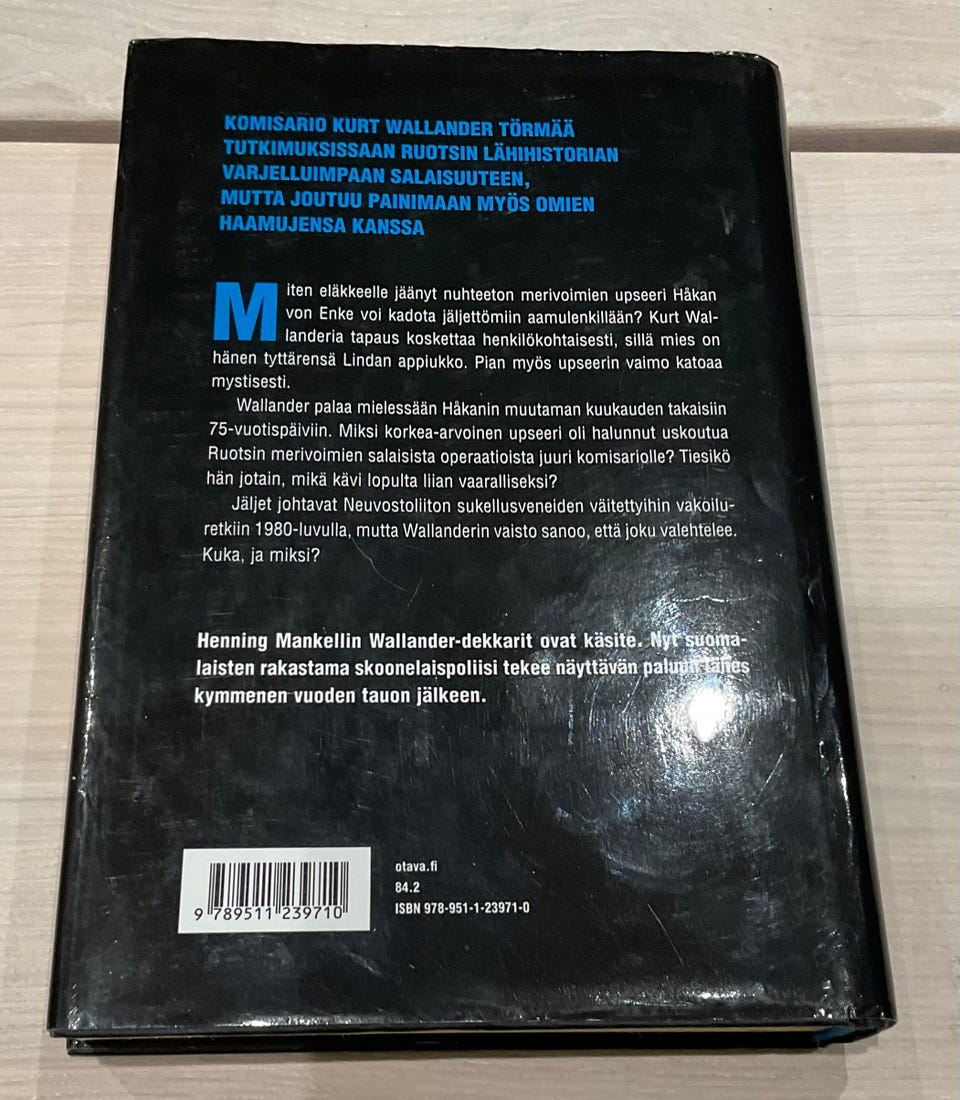 KOMISARIO KURT WALLANDER TÖRMÄÄ
TUTKIMUKSISSAAN RUOTSIN LÄHIHISTORIAN
VARJELLUIMPAAN SALAISUUTEEN,
MUTTA JOUTUU PAINIMAAN MYÖS OMIEN
HAAMUJENSA KANSSA
Miten eläkkeelle jäänyt nuhteeton merivoimien upseeri Håkan
von Enke voi kadota jäljettömiin aamulenkillään? Kurt Wal-
landeria tapaus koskettaa henkilökohtaisesti, sillä mies on
hänen tyttärensä Lindan appiukko. Pian myös upseerin vaimo katoaa
mystisesti.
Wallander palaa mielessään Håkanin muutaman kuukauden takaisiin
75-vuotispäiviin. Miksi korkea-arvoinen upseeri oli halunnut uskoutua
Ruotsin merivoimien salaisista operaatioista juuri komisariolle? Tiesikö
hän jotain, mikä kävi lopulta liian vaaralliseksi?
Jäljet johtavat Neuvostoliiton sukellusveneiden väitettyihin vakoilu-
retkiin 1980-luvulla, mutta Wallanderin vaisto sanoo, että joku valehtelee.
Kuka, ja miksi?
Henning Mankellin Wallander-dekkarit ovat käsite. Nyt suoma-
laisten rakastama skoonelaispoliisi tekee näyttävän paluun lähes
kymmenen vuoden tauon jälkeen.
otava.fi
84.2
ISBN 978-951-1-23971-0
9 789511 239710